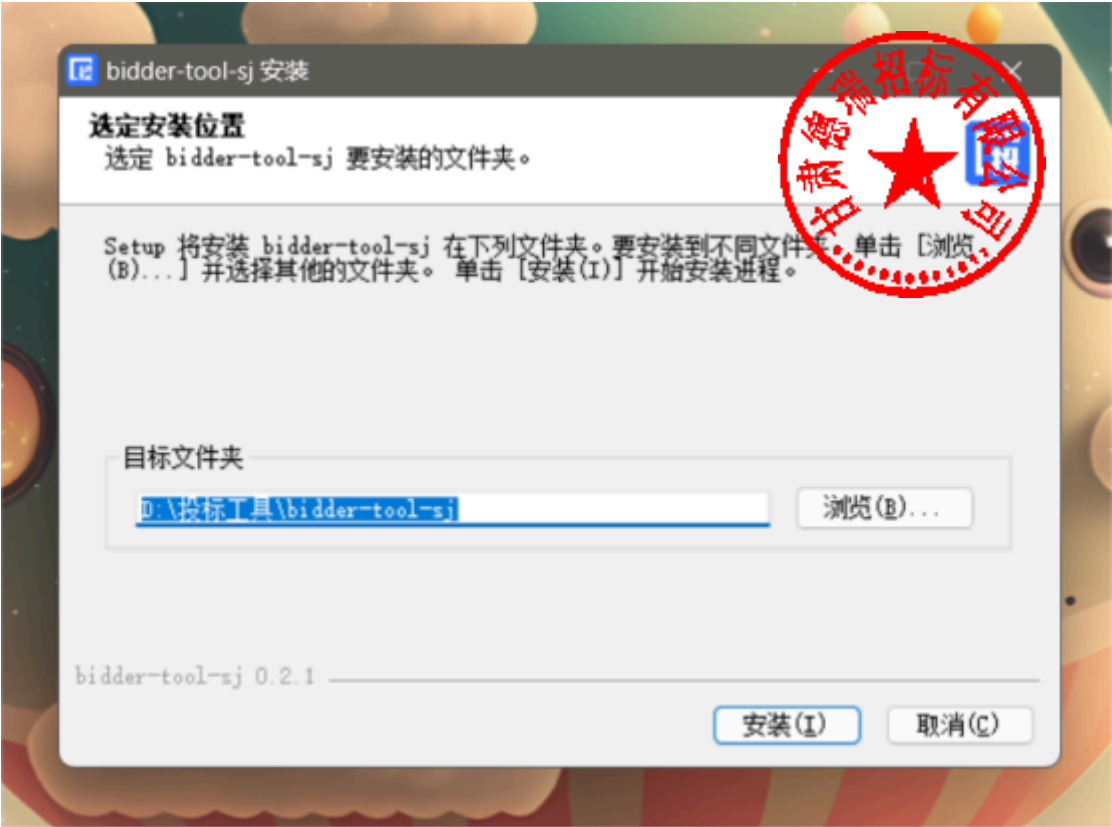 bidder-tool-sj 安装
选定安装位置
选定 bidder-tool-sj 要安装的文件夹。
Setup 将安装 bidder-tool-sj 在下列文件夹。要安装到不同文件夹，单击 [浏览
(B)...] 并选择其他的文件夹。 单击 [安装(I)] 开始安装进程。
甘肃德瑞招标有限公司
目标文件夹
D:\投标工具\bidder-tool-sj
浏览(B)...
bidder-tool-sj 0.2.1
安装(I)
取消(C)